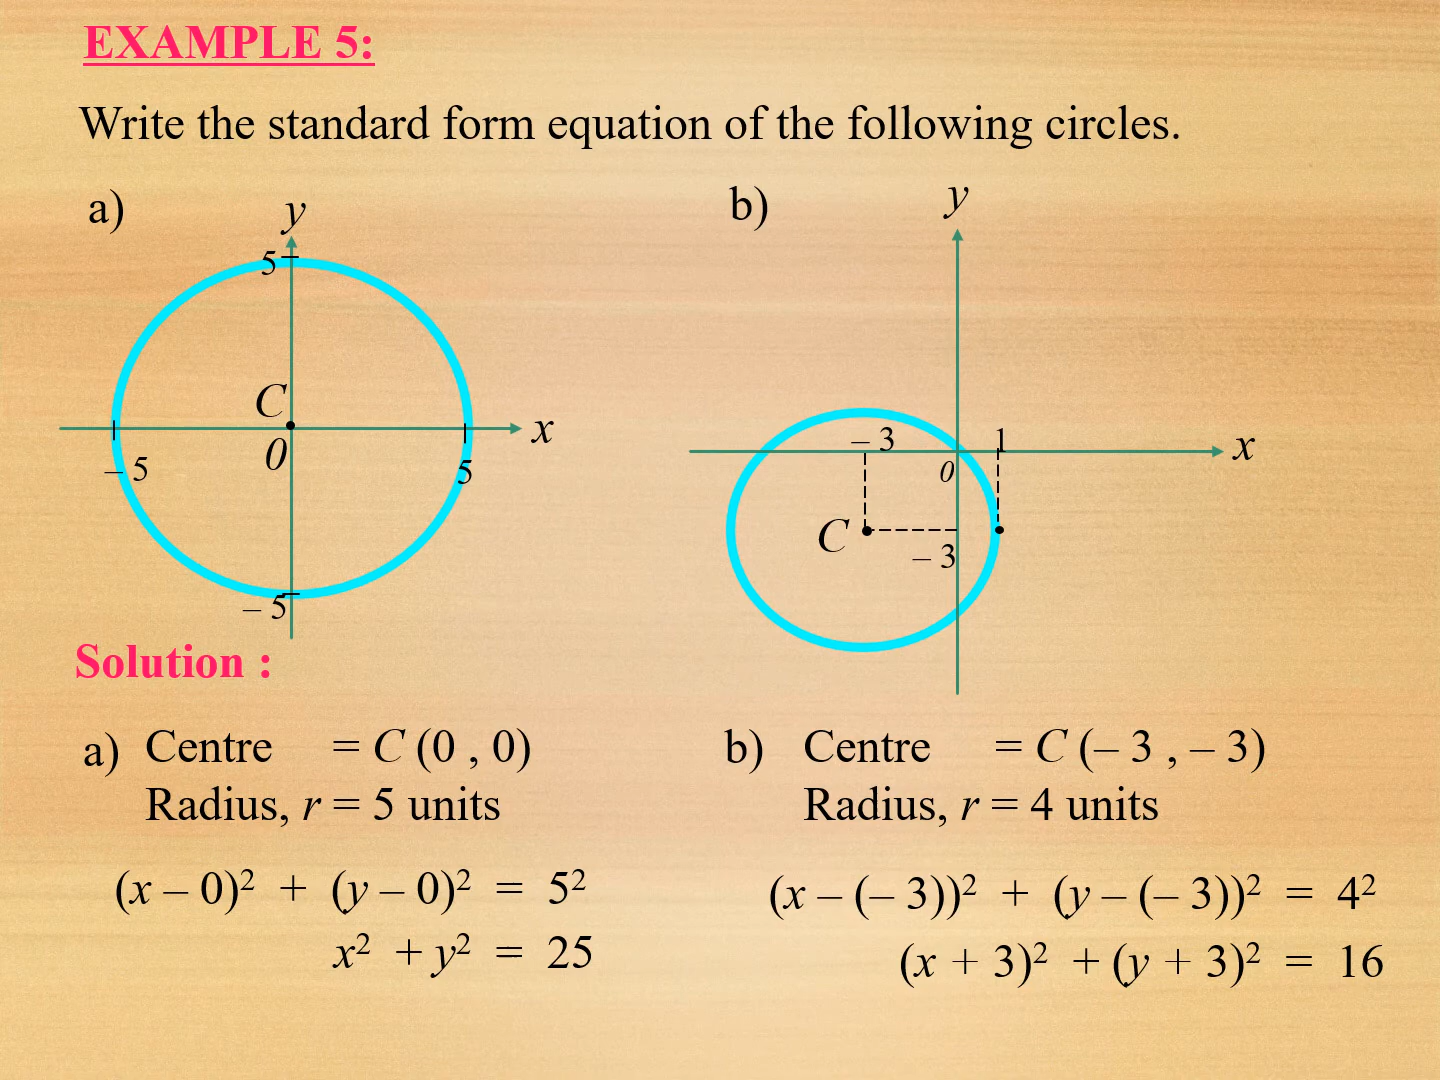 EXAMPLE 5:
Write the standard form equation of the following circles.
a)
y
5
C
x
0
– 5
5
– 5
b)
y
– 3
1
x
0
C
– 3
Solution :
a) Centre = C (0 , 0)
Radius, r = 5 units
(x – 0)² + (y – 0)² = 5²
x² + y² = 25
b) Centre = C (– 3 , – 3)
Radius, r = 4 units
(x – (– 3))² + (y – (– 3))² = 4²
(x + 3)² + (y + 3)² = 16